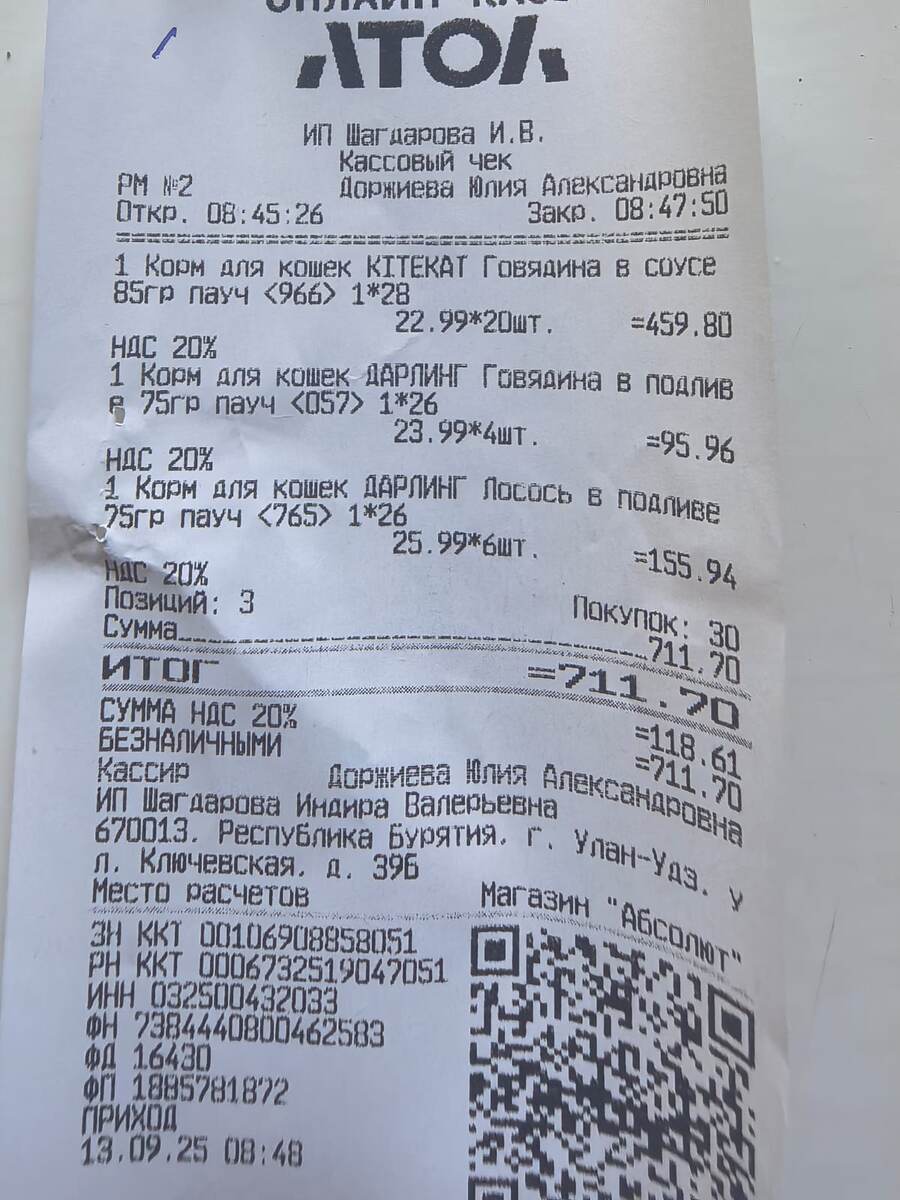 ОНЛАЙН КАСС
АТОЛ
ИП Шагдарова И.В.
Кассовый чек
РМ №2 Доржиева Юлия Александровна
Откр. 08:45:26 Закр. 08:47:50
1 Корм для кошек KITEKAT Говядина в соусе
85гр пауч <966> 1*28
22.99*20шт. =459.80
НДС 20%
1 Корм для кошек ДАРЛИНГ Говядина в подлив
е 75гр пауч <057> 1*26
23.99*4шт. =95.96
НДС 20%
1 Корм для кошек ДАРЛИНГ Лосось в подливе
75гр пауч <765> 1*26
25.99*6шт. =155.94
НДС 20%
Позиций: 3 Покупок: 30
Сумма 711.70
ИТОГ =711.70
СУММА НДС 20% =118.61
БЕЗНАЛИЧНЫМИ =711.70
Кассир Доржиева Юлия Александровна
ИП Шагдарова Индира Валерьевна
670013. Республика Бурятия. г. Улан-Удэ. у
л. Ключевская. д. 39Б
Место расчетов Магазин "Абсолют"
ЗН ККТ 00106908858051
РН ККТ 0006732519047051
ИНН 032500432033
ФН 7384440800462583
ФД 16430
ФП 1885781872
ПРИХОД
13.09.25 08:48